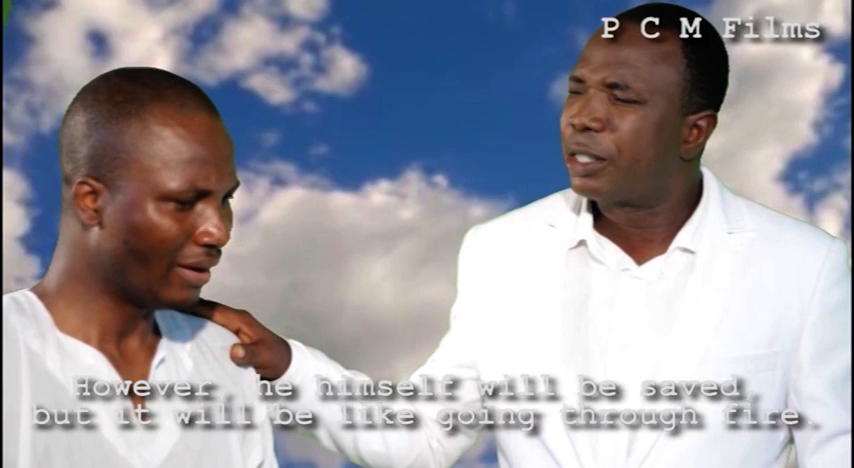 P C M Films
However he himself will be saved,
but it will be like going through fire.